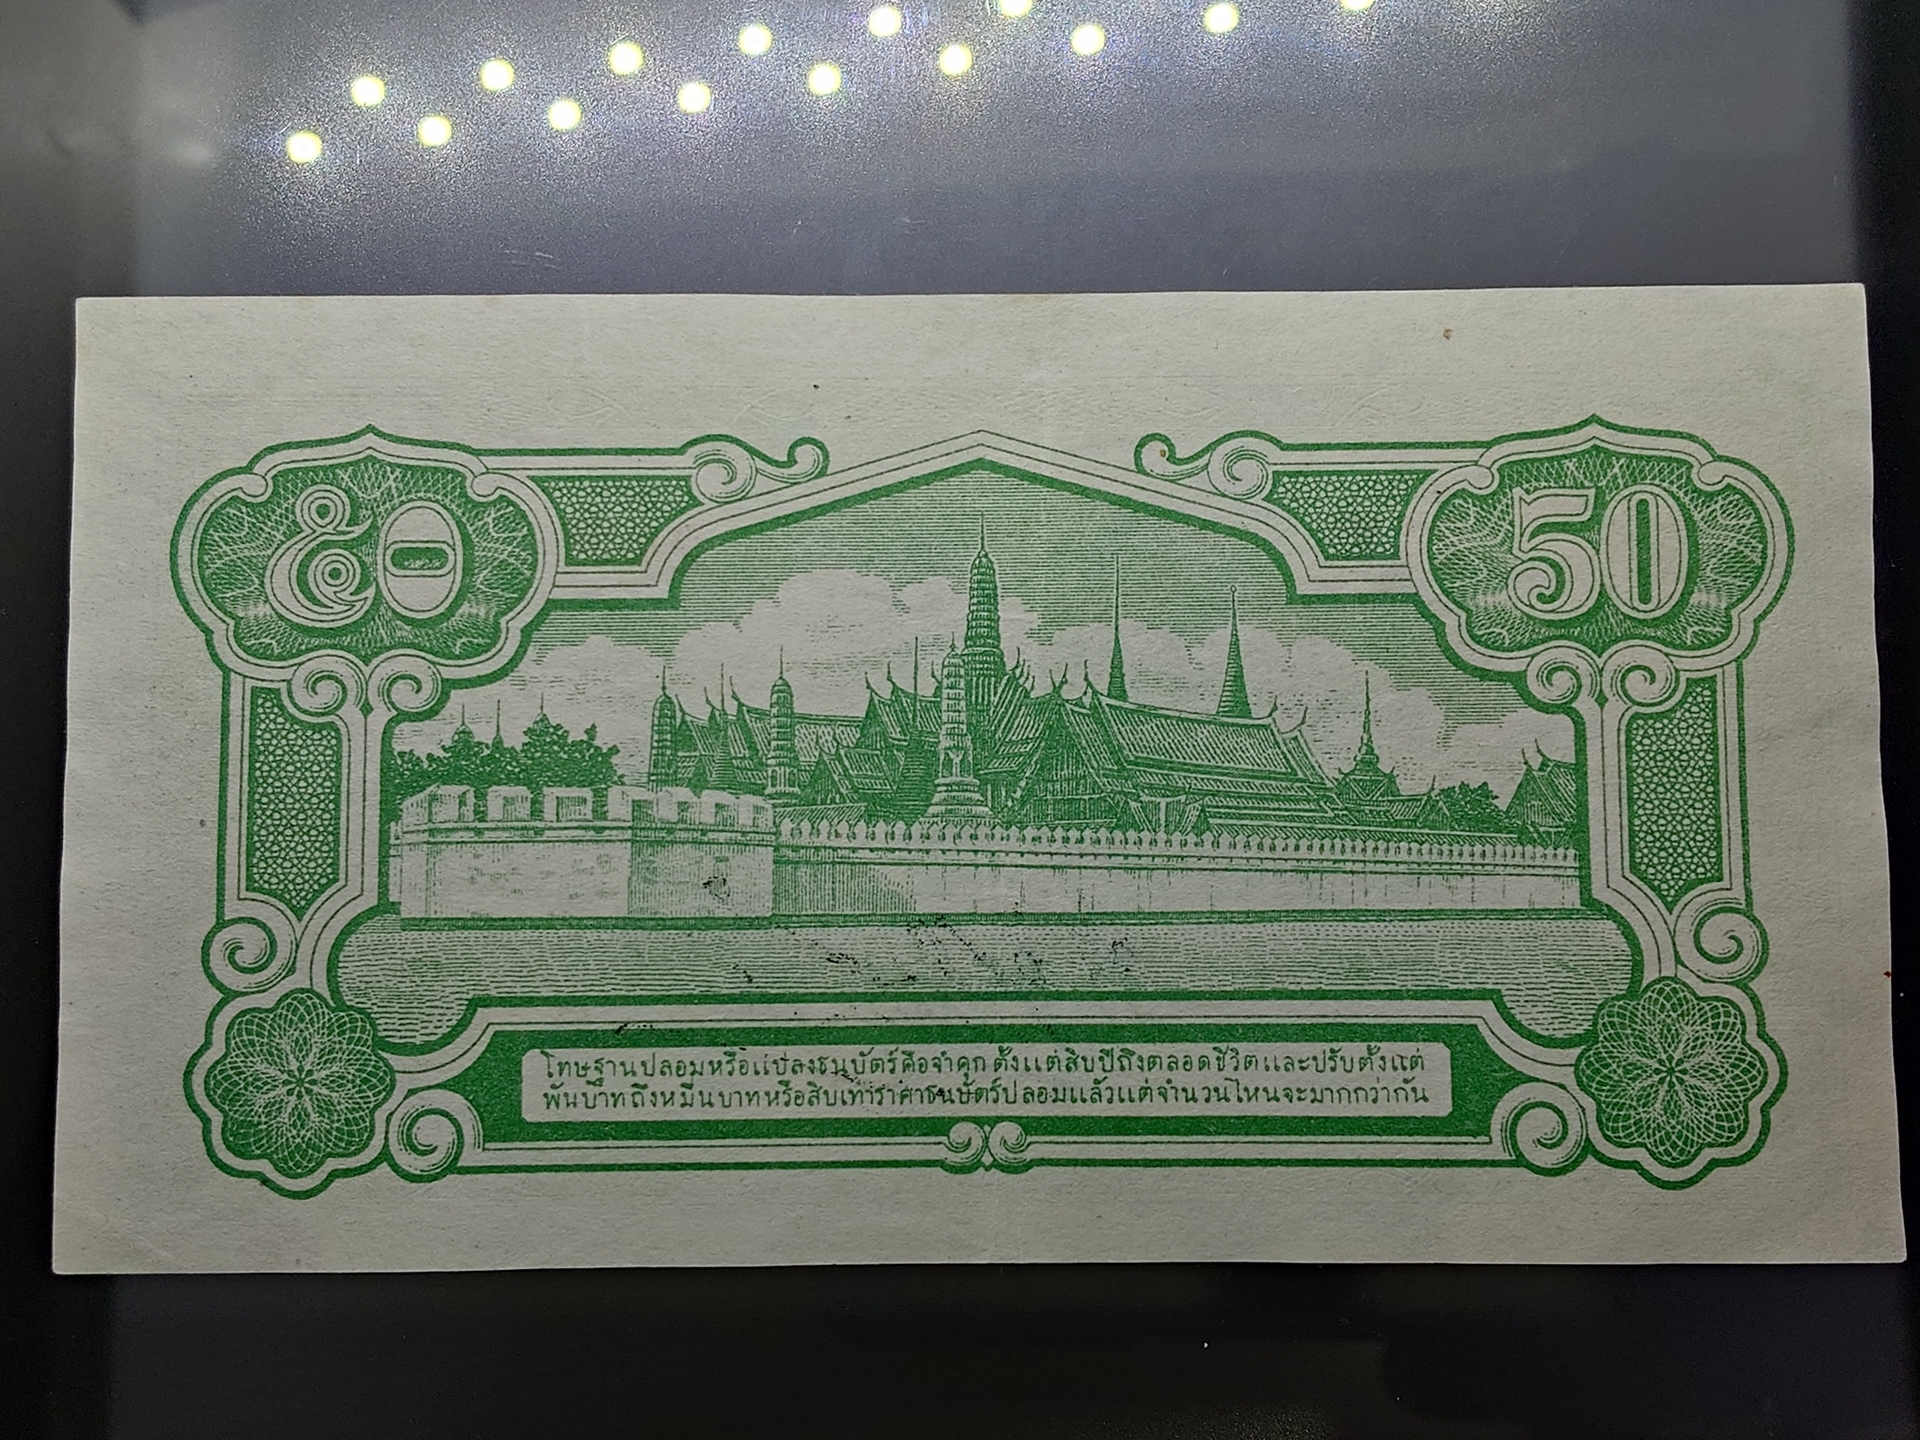 ๕๐
50
โทษฐานปลอมหรือแปลงธนบัตร์คือจำคุก ตั้งแต่สิบปีถึงตลอดชีวิตและปรับตั้งแต่
พันบาทถึงหมื่นบาทหรือสิบเท่าราคาธนบัตร์ปลอมแล้วแต่จำนวนไหนจะมากกว่ากัน